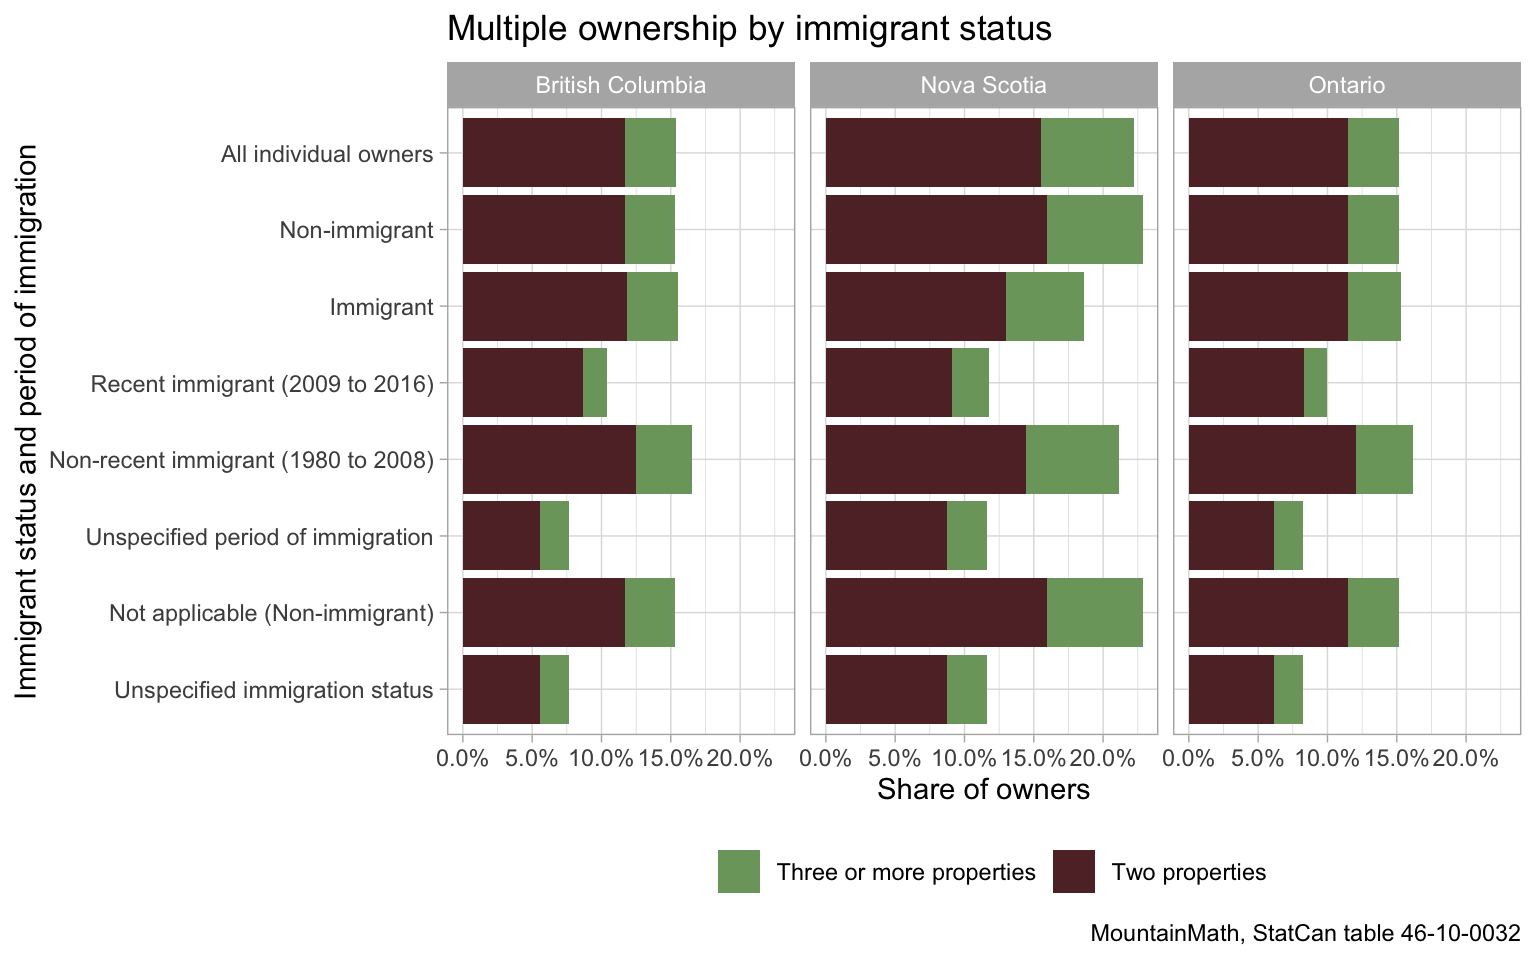 Multiple ownership by immigrant status
British Columbia
Nova Scotia
Ontario
Immigrant status and period of immigration
All individual owners
Non-immigrant
Immigrant
Recent immigrant (2009 to 2016)
Non-recent immigrant (1980 to 2008)
Unspecified period of immigration
Not applicable (Non-immigrant)
Unspecified immigration status
0.0% 5.0% 10.0% 15.0% 20.0%
0.0% 5.0% 10.0% 15.0% 20.0%
0.0% 5.0% 10.0% 15.0% 20.0%
Share of owners
Three or more properties
Two properties
MountainMath, StatCan table 46-10-0032